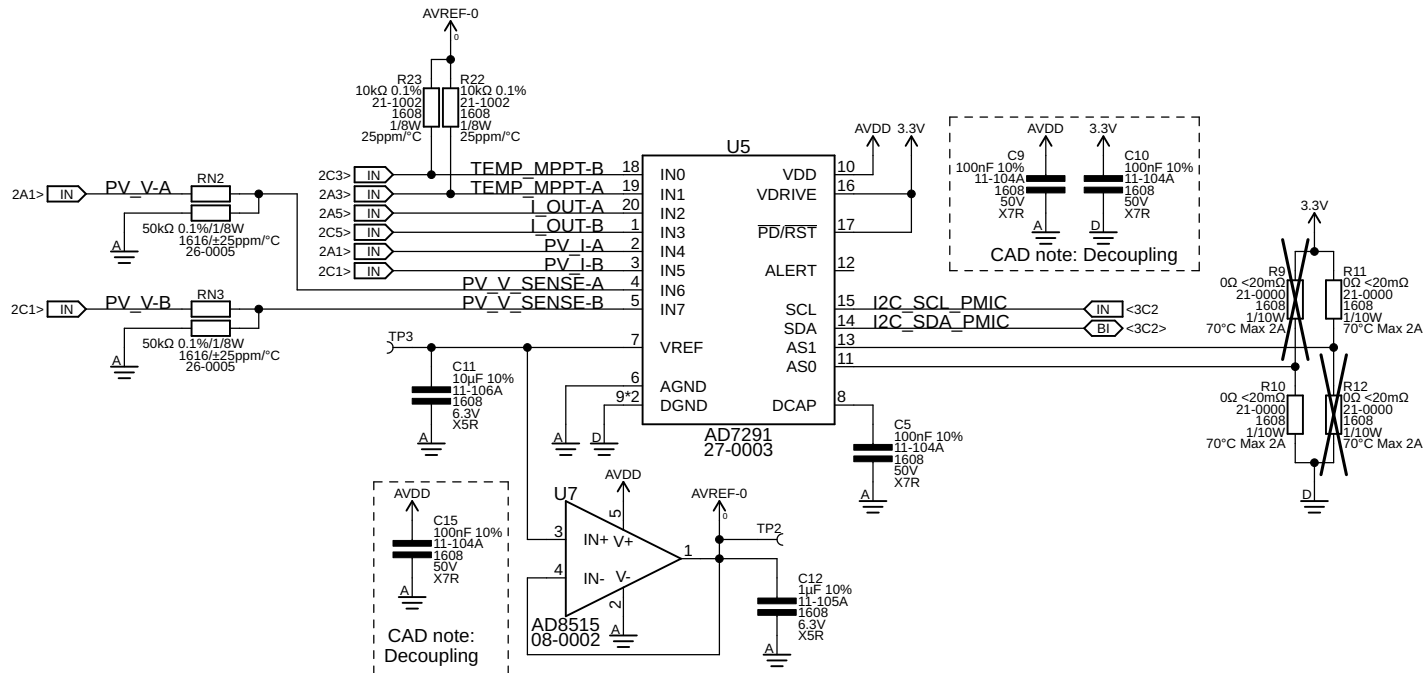 AVREF-0
0
R23
10kΩ 0.1%
21-1002
1608
1/8W
25ppm/°C
R22
10kΩ 0.1%
21-1002
1608
1/8W
25ppm/°C
2A1> IN PV_V-A
RN2
A
50kΩ 0.1%/1/8W
1616/±25ppm/°C
26-0005
2C1> IN PV_V-B
RN3
A
50kΩ 0.1%/1/8W
1616/±25ppm/°C
26-0005
2C3> IN TEMP_MPPT-B 18 IN0
2A3> IN TEMP_MPPT-A 19 IN1
2A5> IN I_OUT-A 20 IN2
2C5> IN I_OUT-B 1 IN3
2A1> IN PV_I-A 2 IN4
2C1> IN PV_I-B 3 IN5
PV_V_SENSE-A 4 IN6
PV_V_SENSE-B 5 IN7
TP3
7 VREF
6 AGND
9*2 DGND
C11
10µF 10%
11-106A
1608
6.3V
X5R
A
A
D
U5
AD7291
27-0003
AVDD 3.3V
VDD 10
VDRIVE 16
PD/RST 17
ALERT 12
SCL 15 I2C_SCL_PMIC IN <3C2
SDA 14 I2C_SDA_PMIC BI <3C2>
AS1 13
AS0 11
DCAP 8
C5
100nF 10%
11-104A
1608
50V
X7R
A
AVDD
C9
100nF 10%
11-104A
1608
50V
X7R
A
3.3V
C10
100nF 10%
11-104A
1608
50V
X7R
D
CAD note: Decoupling
3.3V
R9
0Ω <20mΩ
21-0000
1608
1/10W
70°C Max 2A
R11
0Ω <20mΩ
21-0000
1608
1/10W
70°C Max 2A
R10
0Ω <20mΩ
21-0000
1608
1/10W
70°C Max 2A
R12
0Ω <20mΩ
21-0000
1608
1/10W
70°C Max 2A
D
AVDD
C15
100nF 10%
11-104A
1608
50V
X7R
A
CAD note:
Decoupling
U7
AVDD
5
3 IN+ V+
4 IN- V-
2
A
1
AD8515
08-0002
AVREF-0
0
TP2
C12
1µF 10%
11-105A
1608
6.3V
X5R
A